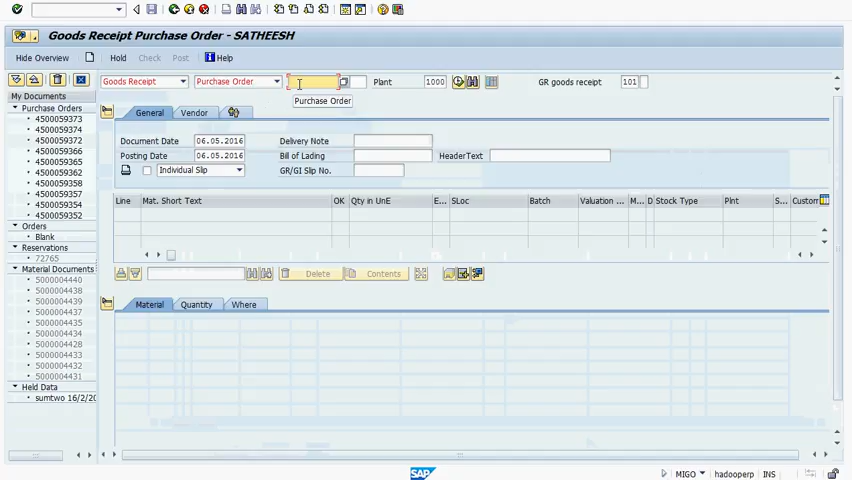 Goods Receipt Purchase Order - SATHEESH
Hide Overview Hold Check Post Help
Goods Receipt Purchase Order Plant 1000 GR goods receipt 101
My Documents
Purchase Orders
4500059373
4500059374
4500059372
4500059366
4500059365
4500059362
4500059358
4500059357
4500059354
4500059352
Orders
Blank
Reservations
72765
Material Documents
5000004440
5000004438
5000004439
5000004437
5000004435
5000004434
5000004428
5000004433
5000004432
5000004431
Held Data
sumtwo 16/2/20
Purchase Order
General Vendor
Document Date 06.05.2016 Delivery Note
Posting Date 06.05.2016 Bill of Lading HeaderText
Individual Slip GR/GI Slip No.
Line Mat. Short Text OK Qty in UnE E... SLoc Batch Valuation ... M... D Stock Type Plnt S... Custom
Delete Contents
Material Quantity Where
SAP MIGO hadooperp INS